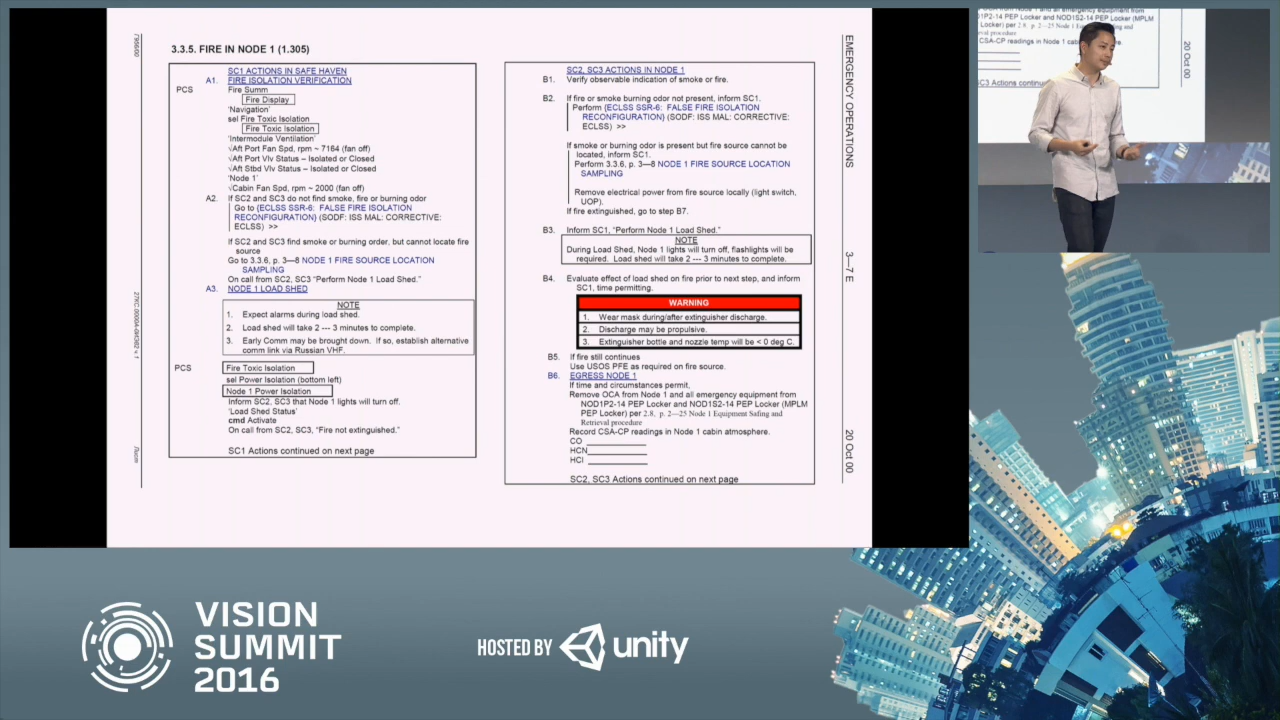 3.3.5. FIRE IN NODE 1 (1.305)
SC1 ACTIONS IN SAFE HAVEN
A1. FIRE ISOLATION VERIFICATION
PCS Fire Summ
Fire Display
'Navigation'
sel Fire Toxic Isolation
Fire Toxic Isolation
'Intermodule Ventilation'
√Aft Port Fan Spd, rpm ~ 7164 (fan off)
√Aft Port Vlv Status – Isolated or Closed
√Aft Stbd Vlv Status – Isolated or Closed
'Node 1'
√Cabin Fan Spd, rpm ~ 2000 (fan off)
A2. If SC2 and SC3 do not find smoke, fire or burning odor
Go to {ECLSS SSR-6: FALSE FIRE ISOLATION
RECONFIGURATION} (SODF: ISS MAL: CORRECTIVE:
ECLSS) >>
If SC2 and SC3 find smoke or burning order, but cannot locate fire
source
Go to 3.3.6, p. 3—8 NODE 1 FIRE SOURCE LOCATION
SAMPLING
On call from SC2, SC3 "Perform Node 1 Load Shed."
A3. NODE 1 LOAD SHED
NOTE
1. Expect alarms during load shed.
2. Load shed will take 2 --- 3 minutes to complete.
3. Early Comm may be brought down. If so, establish alternative
comm link via Russian VHF.
PCS Fire Toxic Isolation
sel Power Isolation (bottom left)
Node 1 Power Isolation
Inform SC2, SC3 that Node 1 lights will turn off.
'Load Shed Status'
cmd Activate
On call from SC2, SC3, "Fire not extinguished."
SC1 Actions continued on next page
SC2, SC3 ACTIONS IN NODE 1
B1. Verify observable indication of smoke or fire.
B2. If fire or smoke burning odor not present, inform SC1.
Perform {ECLSS SSR-6: FALSE FIRE ISOLATION
RECONFIGURATION} (SODF: ISS MAL: CORRECTIVE:
ECLSS) >>
If smoke or burning odor is present but fire source cannot be
located, inform SC1.
Perform 3.3.6, p. 3—8 NODE 1 FIRE SOURCE LOCATION
SAMPLING
Remove electrical power from fire source locally (light switch,
UOP).
If fire extinguished, go to step B7.
B3. Inform SC1, "Perform Node 1 Load Shed."
NOTE
During Load Shed, Node 1 lights will turn off, flashlights will be
required. Load shed will take 2 --- 3 minutes to complete.
B4. Evaluate effect of load shed on fire prior to next step, and inform
SC1, time permitting.
WARNING
1. Wear mask during/after extinguisher discharge.
2. Discharge may be propulsive.
3. Extinguisher bottle and nozzle temp will be < 0 deg C.
B5. If fire still continues
Use USOS PFE as required on fire source.
B6. EGRESS NODE 1
If time and circumstances permit,
Remove OCA from Node 1 and all emergency equipment from
NOD1P2-14 PEP Locker and NOD1S2-14 PEP Locker (MPLM
PEP Locker) per 2.8, p. 2—25 Node 1 Equipment Safing and
Retrieval procedure
Record CSA-CP readings in Node 1 cabin atmosphere.
CO
HCN
HCl
SC2, SC3 Actions continued on next page
EMERGENCY OPERATIONS
3—7 E
20 Oct 00
1P2-14 PEP Locker and NOD1S2-14 PEP Locker (MPLM
CSA-CP readings in Node 1
C3 Actions
20 Oct 00
VISION
SUMMIT
2016
HOSTED BY unity